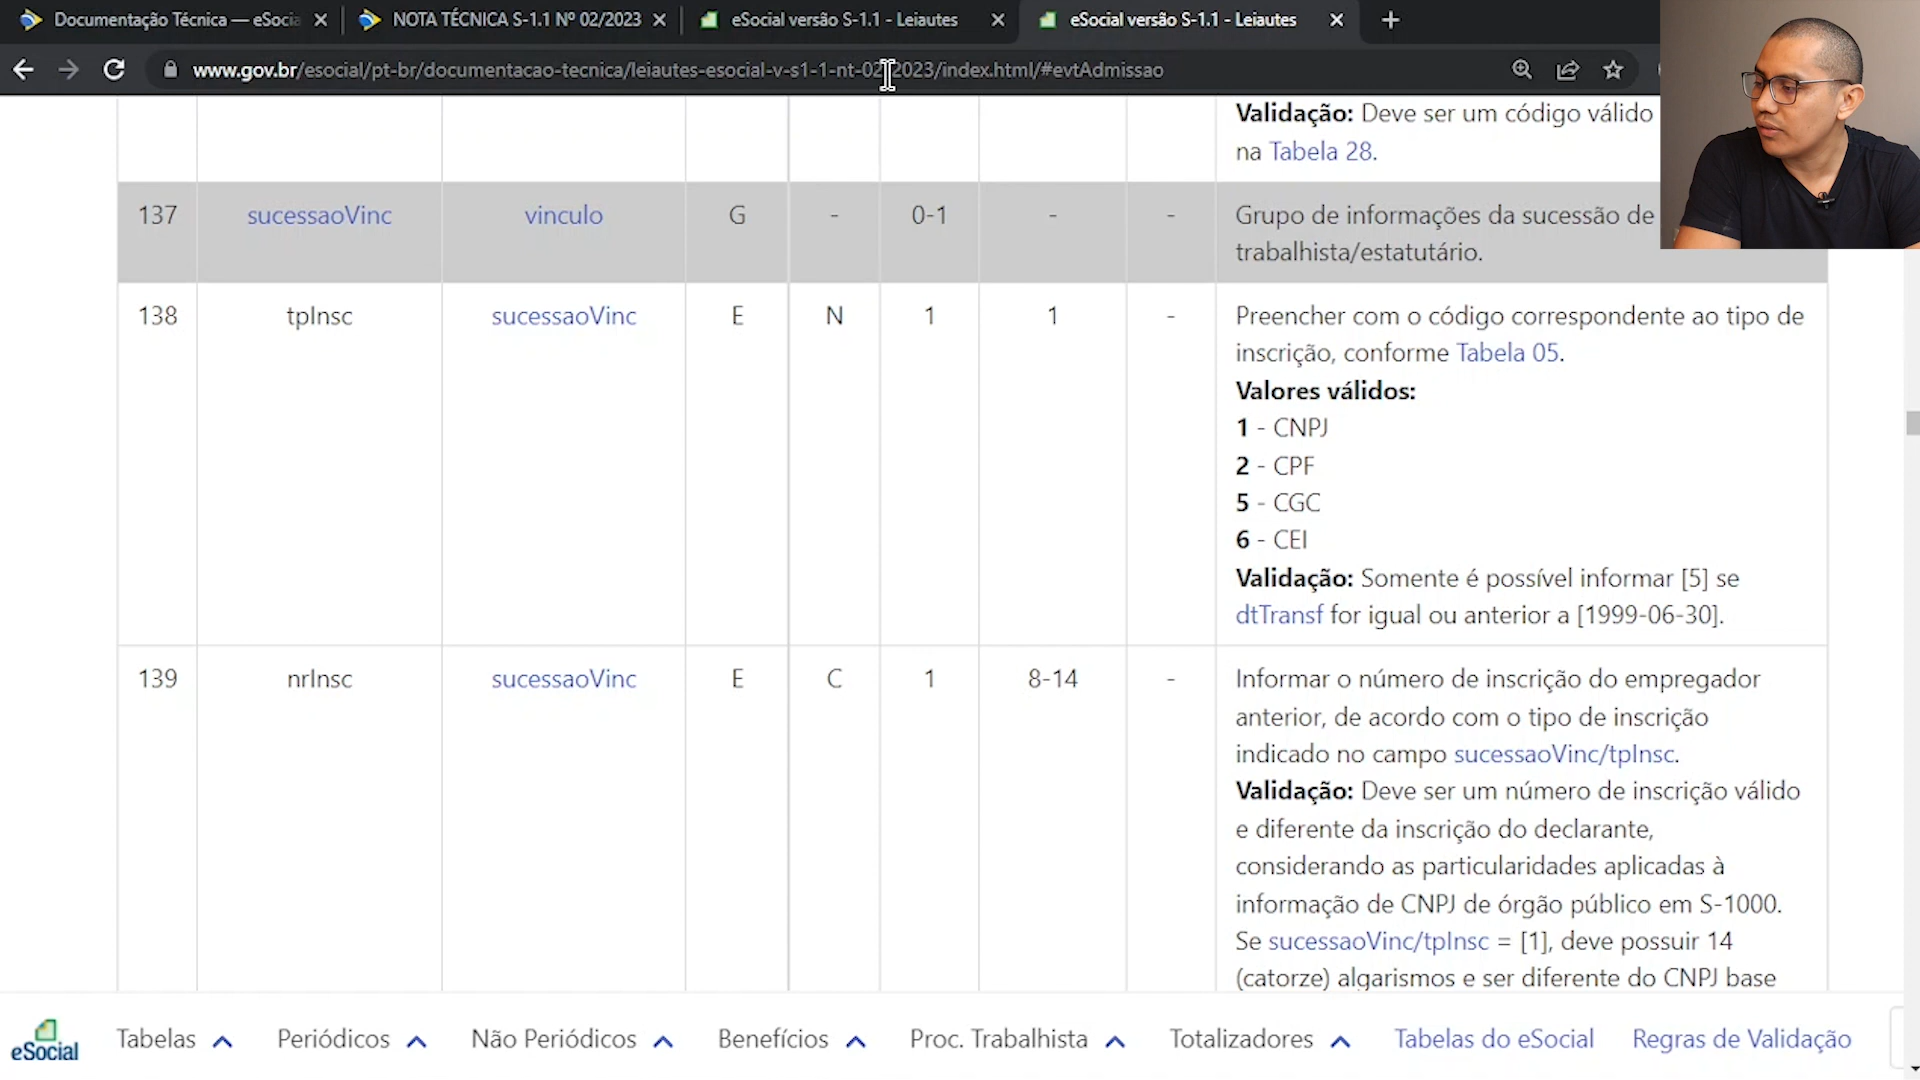 Documentação Técnica — eSocia
NOTA TÉCNICA S-1.1 Nº 02/2023
eSocial versão S-1.1 - Leiautes
eSocial versão S-1.1 - Leiautes
www.gov.br/esocial/pt-br/documentacao-tecnica/leiautes-esocial-v-s1-1-nt-02-2023/index.html/#evtAdmissao
Validação: Deve ser um código válido
na Tabela 28.
137 sucessaoVinc vinculo G - 0-1 - - Grupo de informações da sucessão de
trabalhista/estatutário.
138 tpInsc sucessaoVinc E N 1 1 - Preencher com o código correspondente ao tipo de
inscrição, conforme Tabela 05.
Valores válidos:
1 - CNPJ
2 - CPF
5 - CGC
6 - CEI
Validação: Somente é possível informar [5] se
dtTransf for igual ou anterior a [1999-06-30].
139 nrInsc sucessaoVinc E C 1 8-14 - Informar o número de inscrição do empregador
anterior, de acordo com o tipo de inscrição
indicado no campo sucessaoVinc/tpInsc.
Validação: Deve ser um número de inscrição válido
e diferente da inscrição do declarante,
considerando as particularidades aplicadas à
informação de CNPJ de órgão público em S-1000.
Se sucessaoVinc/tpInsc = [1], deve possuir 14
(catorze) algarismos e ser diferente do CNPJ base
eSocial Tabelas Periódicos Não Periódicos Benefícios Proc. Trabalhista Totalizadores Tabelas do eSocial Regras de Validação